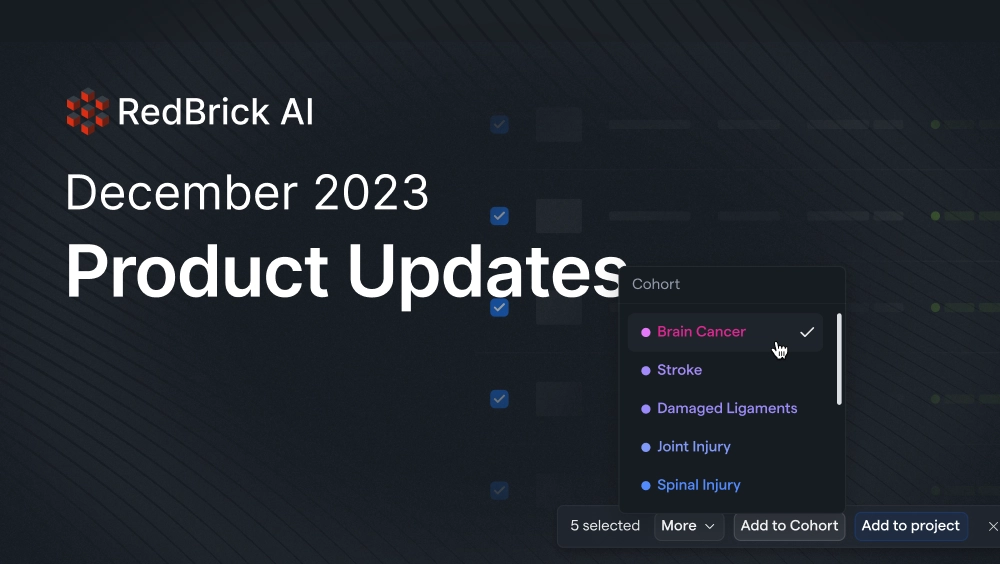 RedBrick AI
December 2023
Product Updates
Cohort
Brain Cancer
Stroke
Damaged Ligaments
Joint Injury
Spinal Injury
5 selected More Add to Cohort Add to project